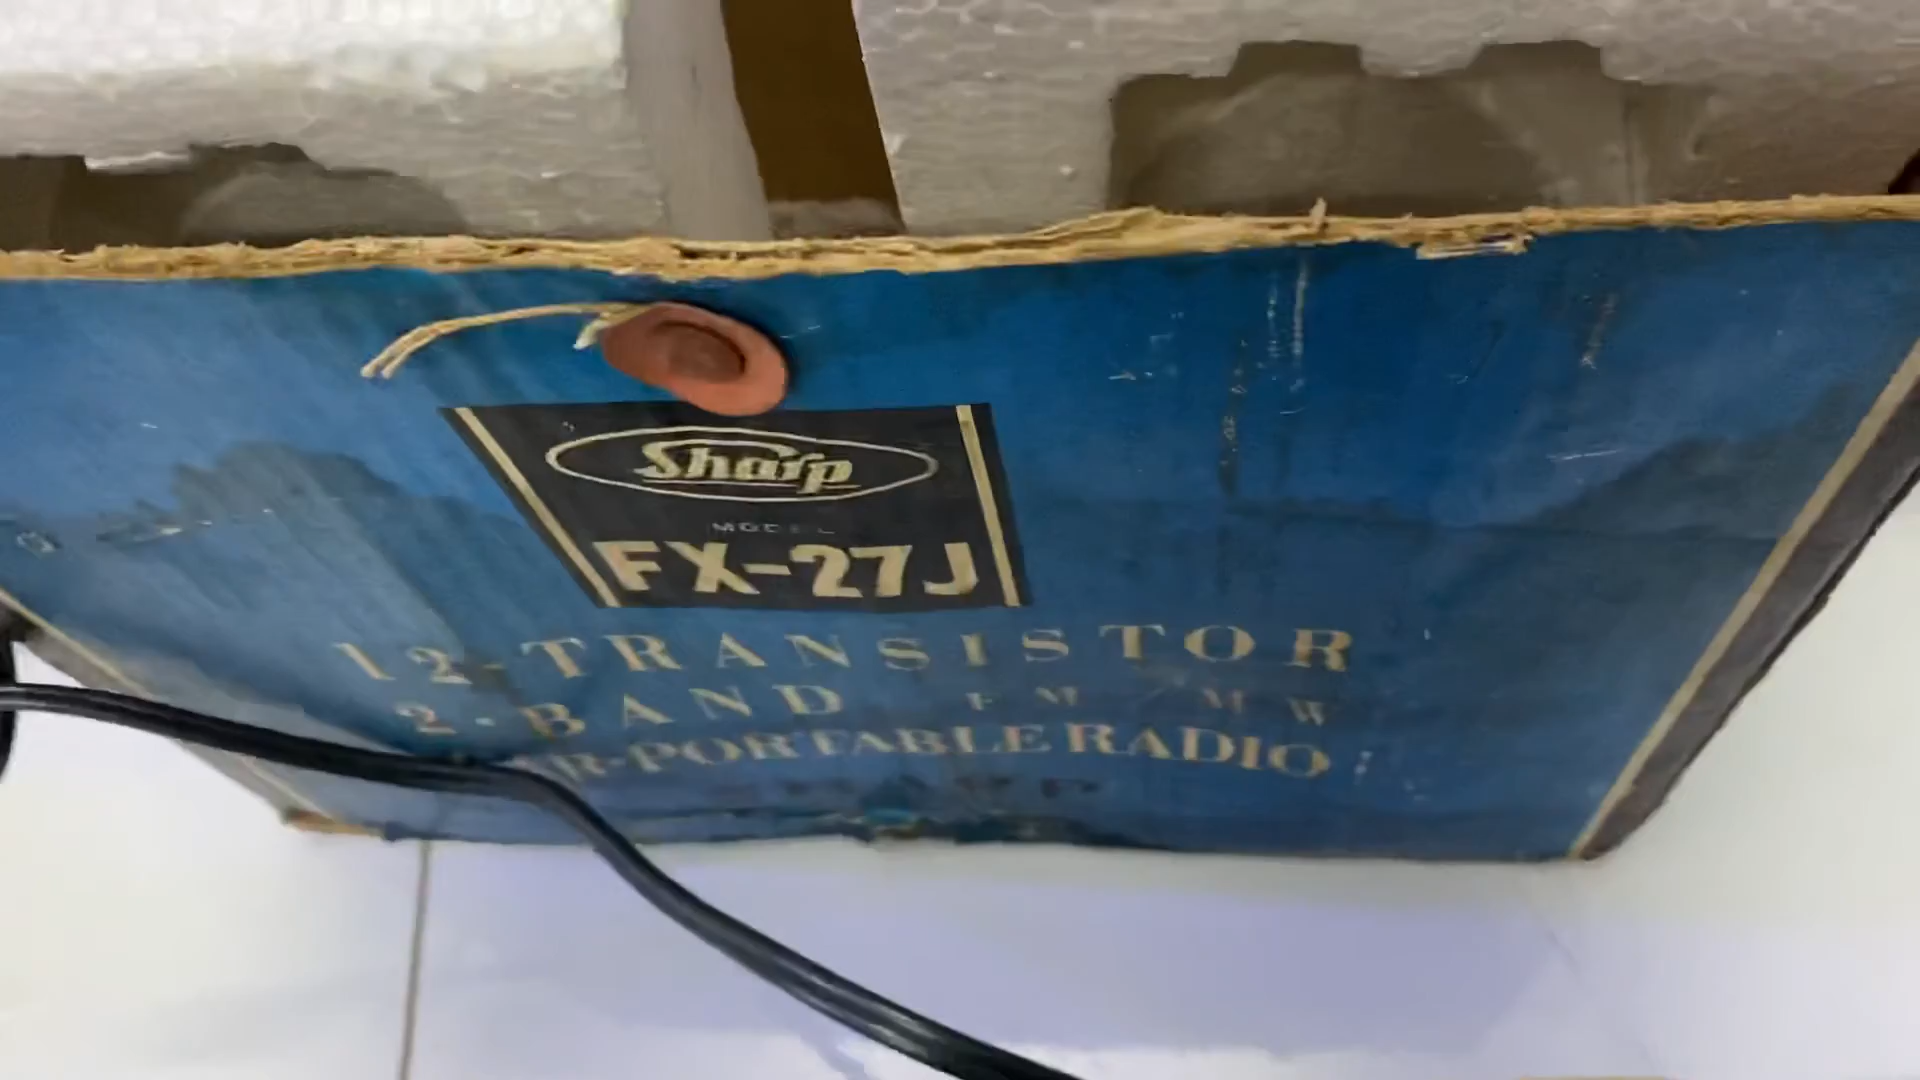 Sharp
MODEL
FX-27J
12-TRANSISTOR
2-BAND FM MW
R-PORTABLE RADIO